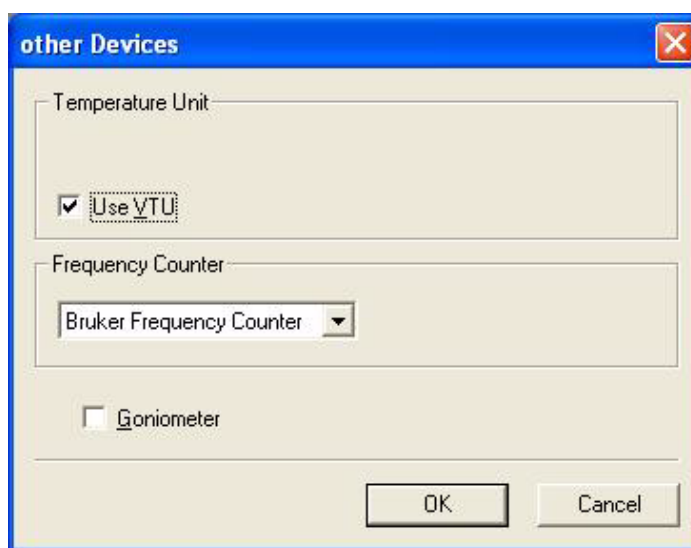 other Devices
Temperature Unit
Use VTU
Frequency Counter
Bruker Frequency Counter
Goniometer
OK
Cancel